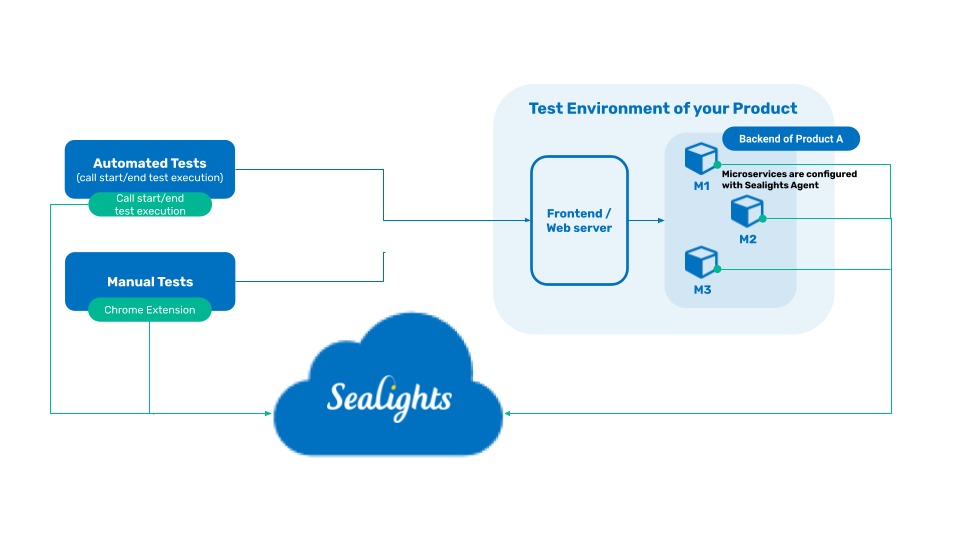 Test Environment of your Product
Automated Tests
(call start/end test execution)
Call start/end
test execution
Manual Tests
Chrome Extension
Frontend /
Web server
Backend of Product A
M1
Microservices are configured
with Sealights Agent
M2
M3
Sealights